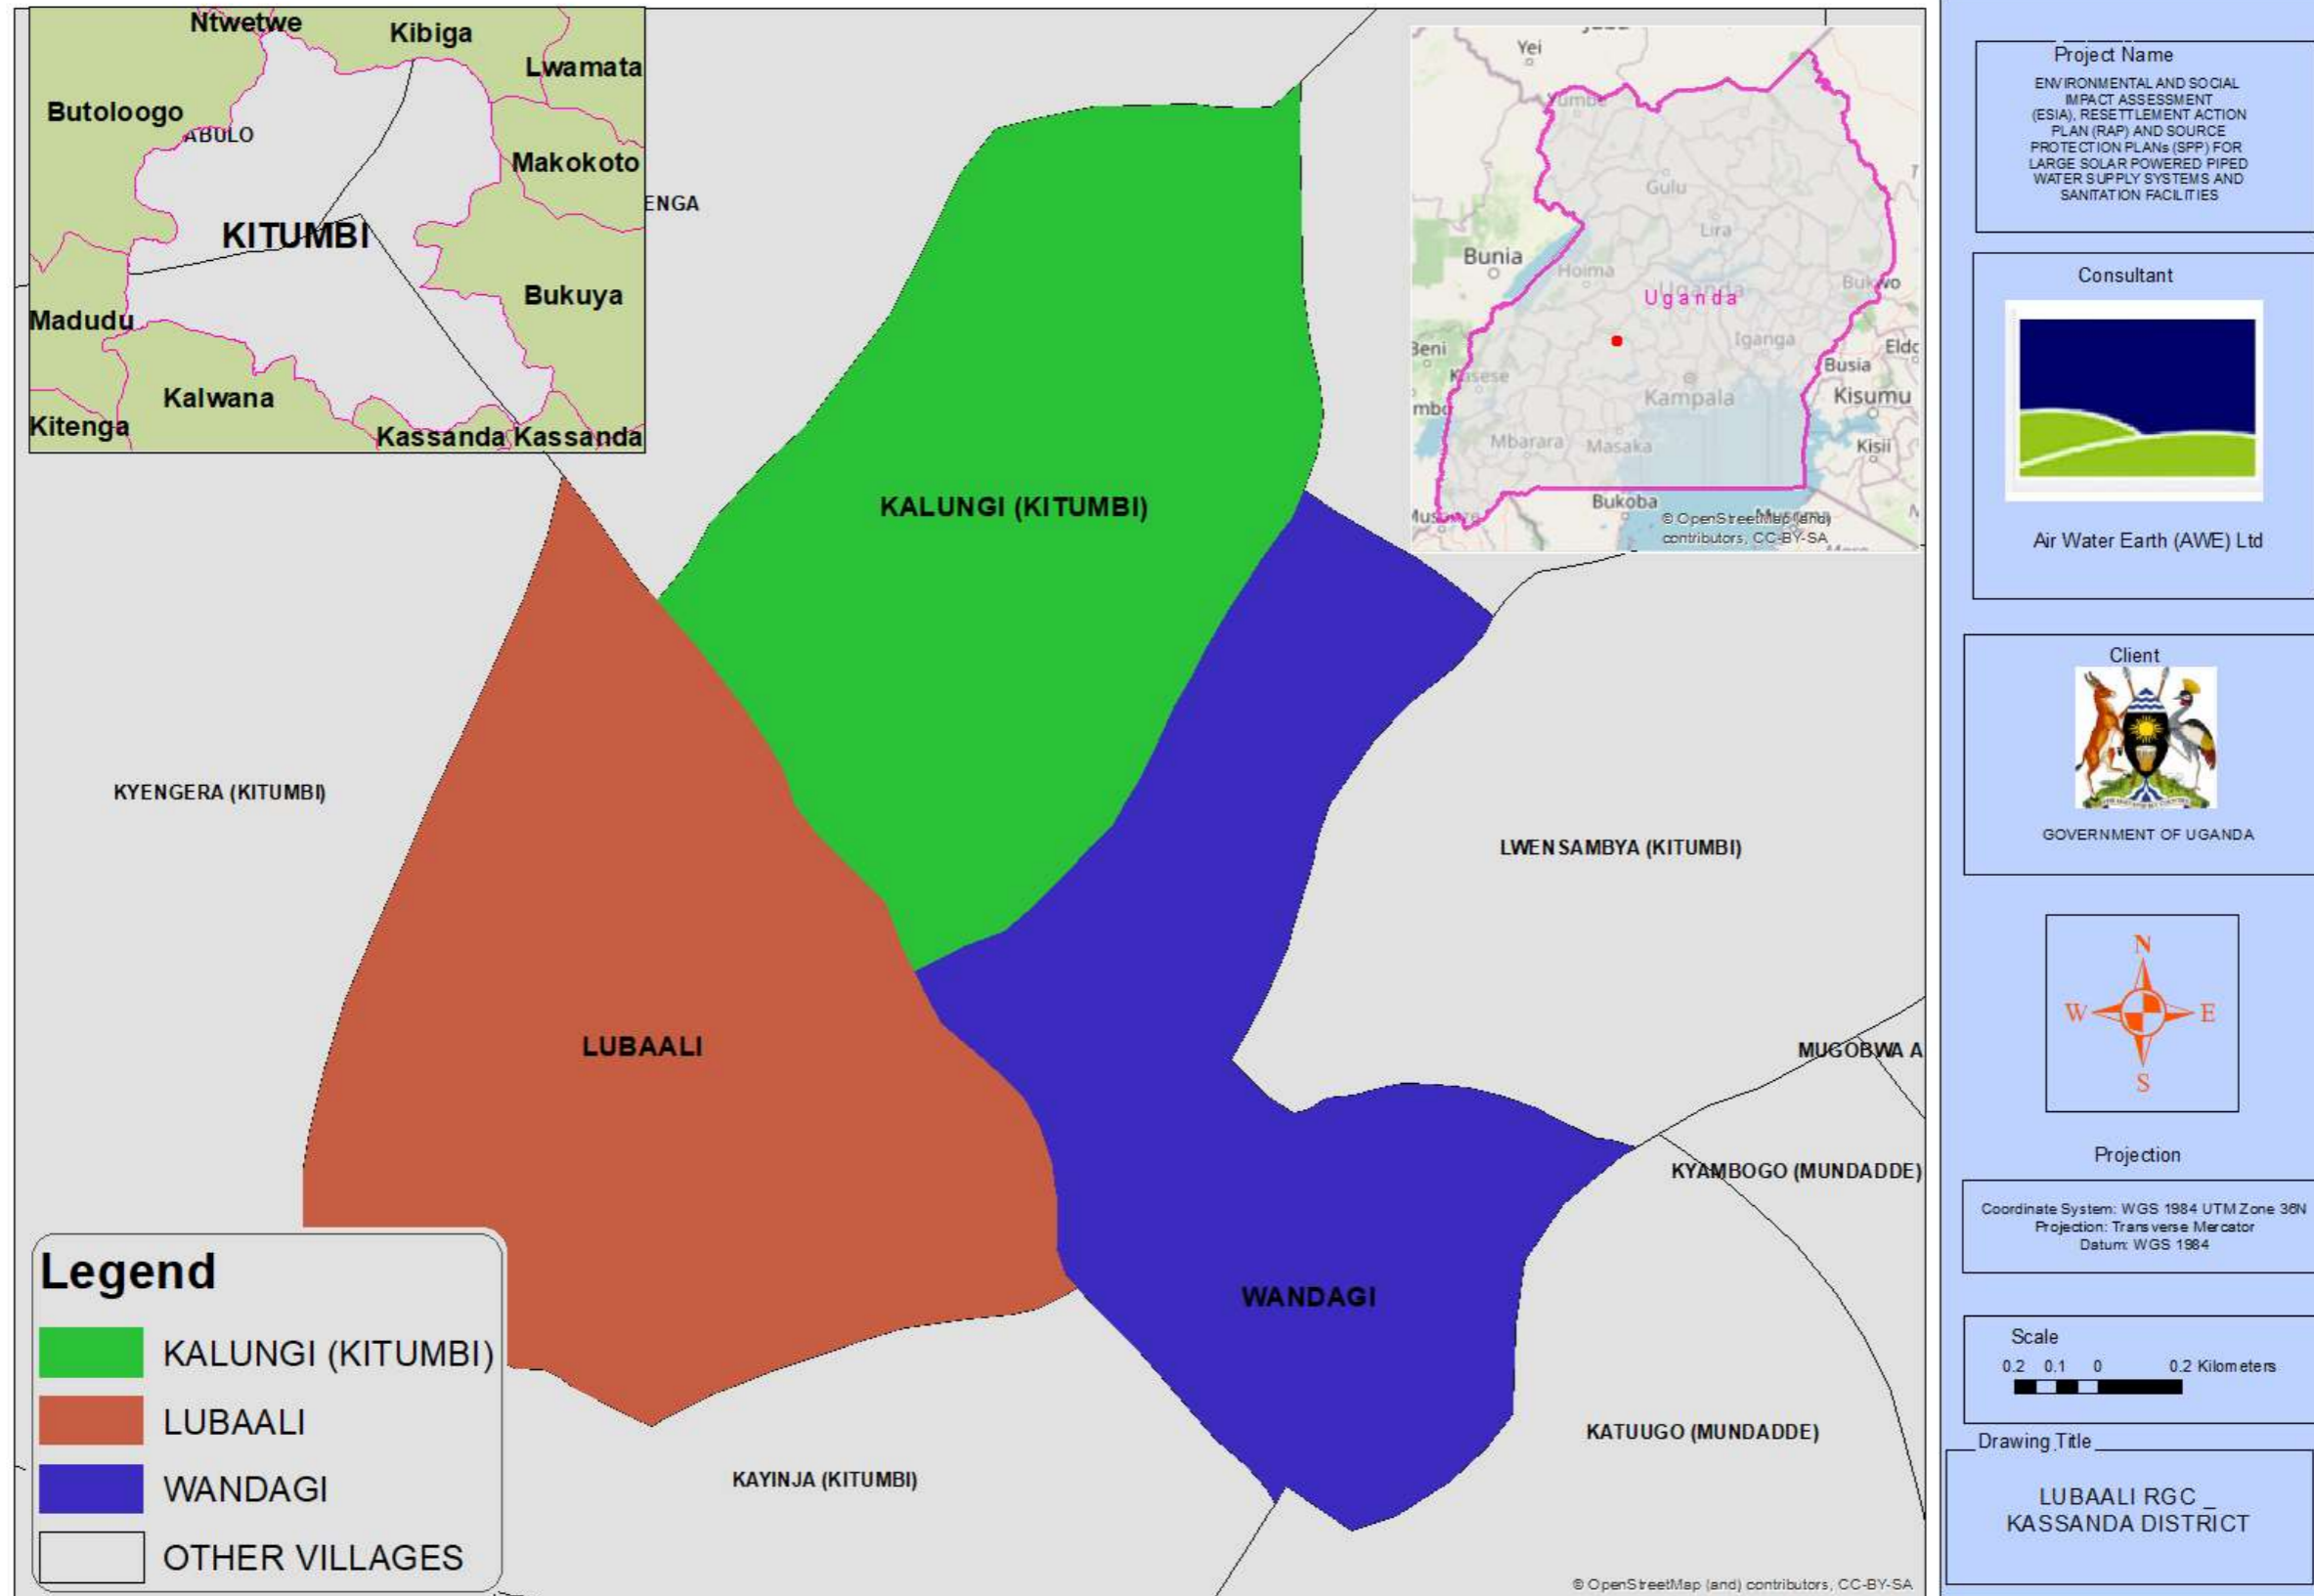 Ntwetwe
Kibiga
Lwamata
Butoloogo
ABULO
Makokoto
KITUMBI
Bukuya
Madudu
Kalwana
Kitenga
Kassanda
Kassanda
ENGA
KALUNGI (KITUMBI)
KYENGERA (KITUMBI)
LWENSAMBYA (KITUMBI)
LUBAALI
MUGOBWA A
KYAMBOGO (MUNDADDE)
WANDAGI
KATUUGO (MUNDADDE)
KAYINJA (KITUMBI)
Yei
Yumbe
Gulu
Lira
Bunia
Hoima
Uganda
Uganda
Bukwo
Beni
Iganga
Eldo
Kasese
Busia
mbo
Kampala
Kisumu
Mbarara
Masaka
Kisii
Bukoba
Musoma
© OpenStreetMap (and)
contributors, CC-BY-SA
Legend
KALUNGI (KITUMBI)
LUBAALI
WANDAGI
OTHER VILLAGES
© OpenStreetMap (and) contributors, CC-BY-SA
Project Name
ENVIRONMENTAL AND SOCIAL
IMPACT ASSESSMENT
(ESIA), RESETTLEMENT ACTION
PLAN (RAP) AND SOURCE
PROTECTION PLANs (SPP) FOR
LARGE SOLAR POWERED PIPED
WATER SUPPLY SYSTEMS AND
SANITATION FACILITIES
Consultant
Air Water Earth (AWE) Ltd
Client
GOVERNMENT OF UGANDA
N
W E
S
Projection
Coordinate System: WGS 1984 UTM Zone 36N
Projection: Transverse Mercator
Datum: WGS 1984
Scale
0.2 0.1 0 0.2 Kilometers
Drawing Title
LUBAALI RGC _
KASSANDA DISTRICT